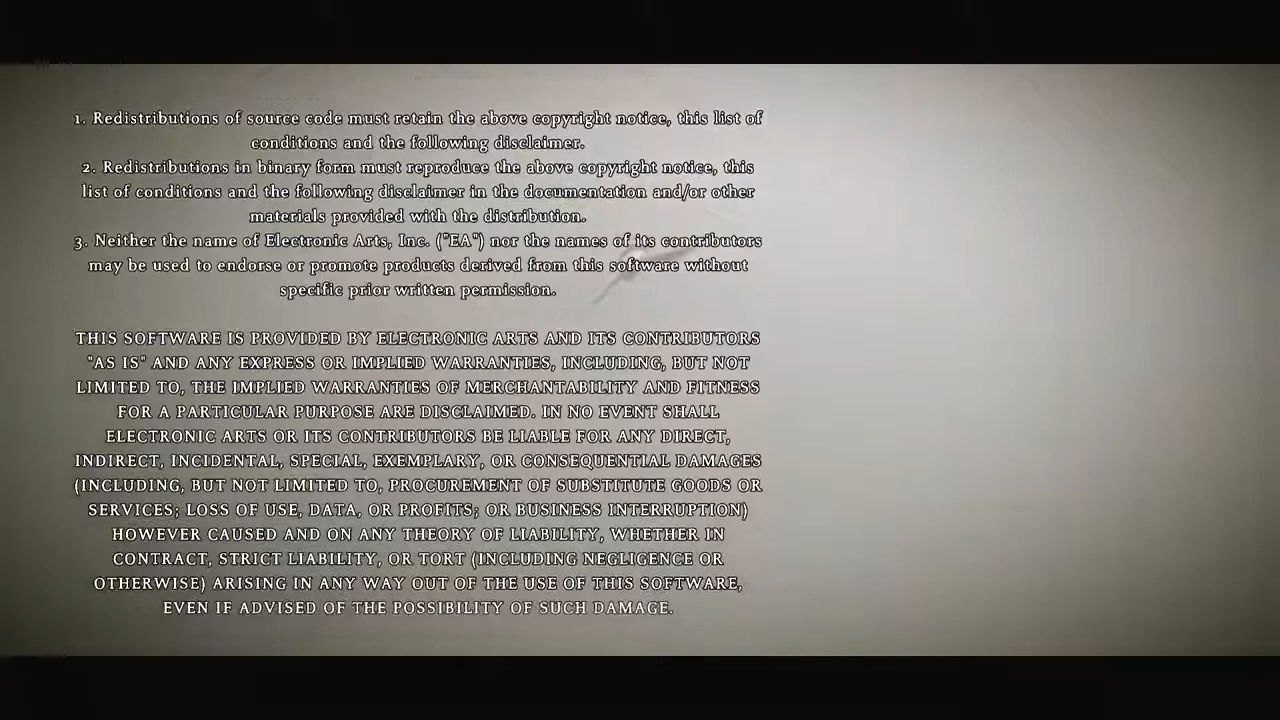 1. Redistributions of source code must retain the above copyright notice, this list of
conditions and the following disclaimer.
2. Redistributions in binary form must reproduce the above copyright notice, this
list of conditions and the following disclaimer in the documentation and/or other
materials provided with the distribution.
3. Neither the name of Electronic Arts, Inc. ("EA") nor the names of its contributors
may be used to endorse or promote products derived from this software without
specific prior written permission.
THIS SOFTWARE IS PROVIDED BY ELECTRONIC ARTS AND ITS CONTRIBUTORS
"AS IS" AND ANY EXPRESS OR IMPLIED WARRANTIES, INCLUDING, BUT NOT
LIMITED TO, THE IMPLIED WARRANTIES OF MERCHANTABILITY AND FITNESS
FOR A PARTICULAR PURPOSE ARE DISCLAIMED. IN NO EVENT SHALL
ELECTRONIC ARTS OR ITS CONTRIBUTORS BE LIABLE FOR ANY DIRECT,
INDIRECT, INCIDENTAL, SPECIAL, EXEMPLARY, OR CONSEQUENTIAL DAMAGES
(INCLUDING, BUT NOT LIMITED TO, PROCUREMENT OF SUBSTITUTE GOODS OR
SERVICES; LOSS OF USE, DATA, OR PROFITS; OR BUSINESS INTERRUPTION)
HOWEVER CAUSED AND ON ANY THEORY OF LIABILITY, WHETHER IN
CONTRACT, STRICT LIABILITY, OR TORT (INCLUDING NEGLIGENCE OR
OTHERWISE) ARISING IN ANY WAY OUT OF THE USE OF THIS SOFTWARE,
EVEN IF ADVISED OF THE POSSIBILITY OF SUCH DAMAGE.